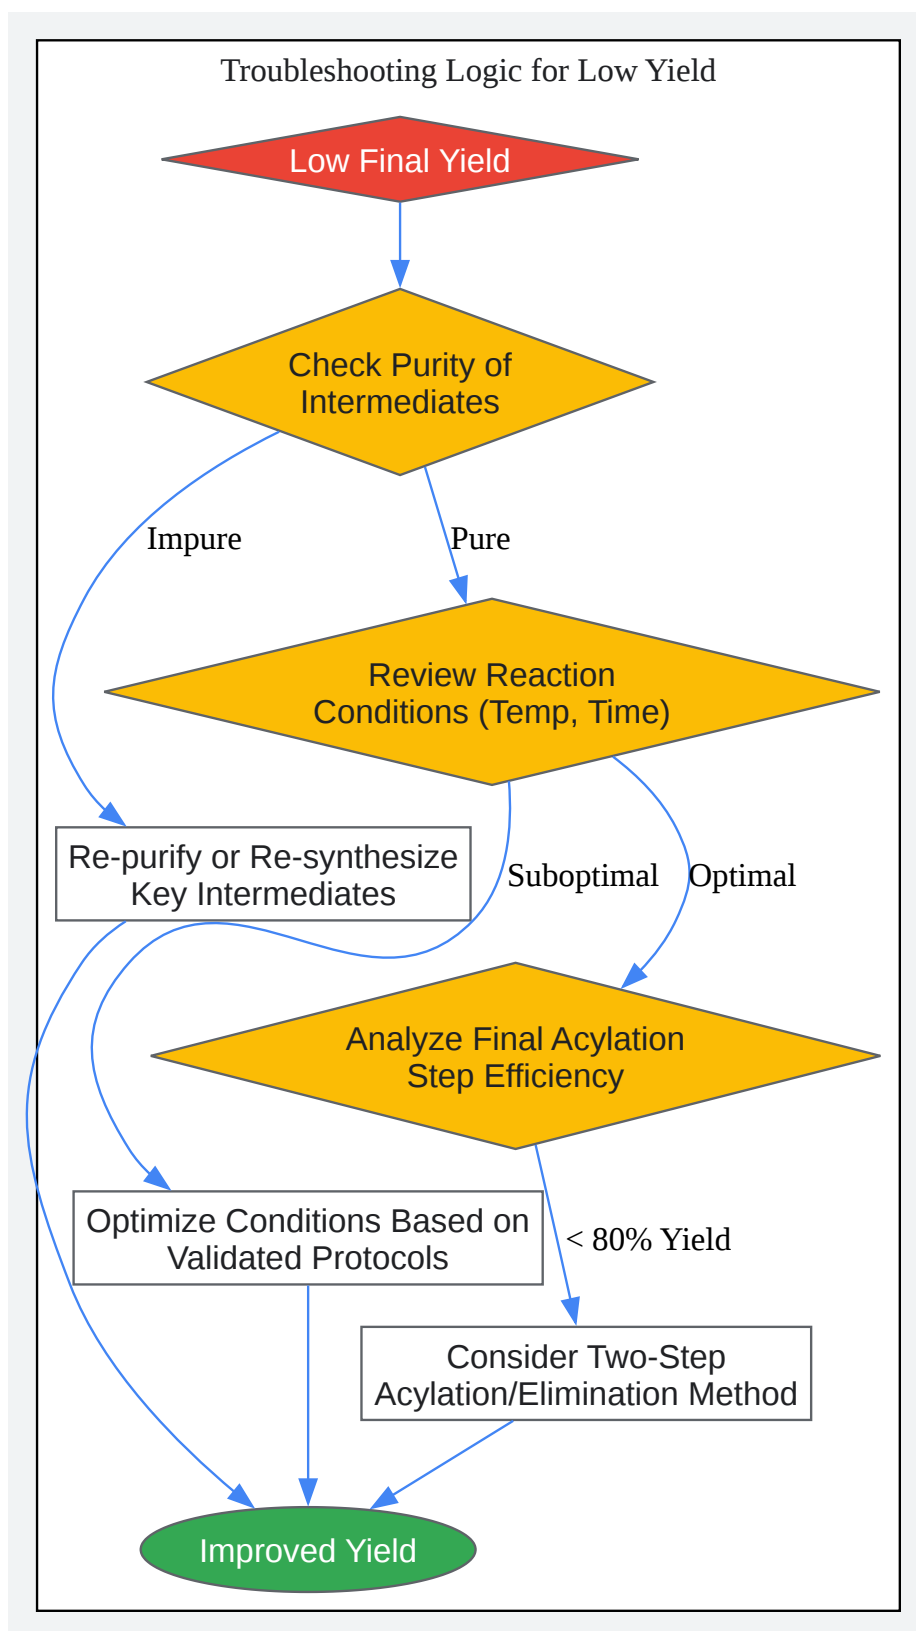 Troubleshooting Logic for Low Yield
Low Final Yield
Check Purity of
Intermediates
Impure
Pure
Review Reaction
Conditions (Temp, Time)
Re-purify or Re-synthesize
Key Intermediates
Suboptimal
Optimal
Analyze Final Acylation
Step Efficiency
Optimize Conditions Based on
Validated Protocols
< 80% Yield
Consider Two-Step
Acylation/Elimination Method
Improved Yield